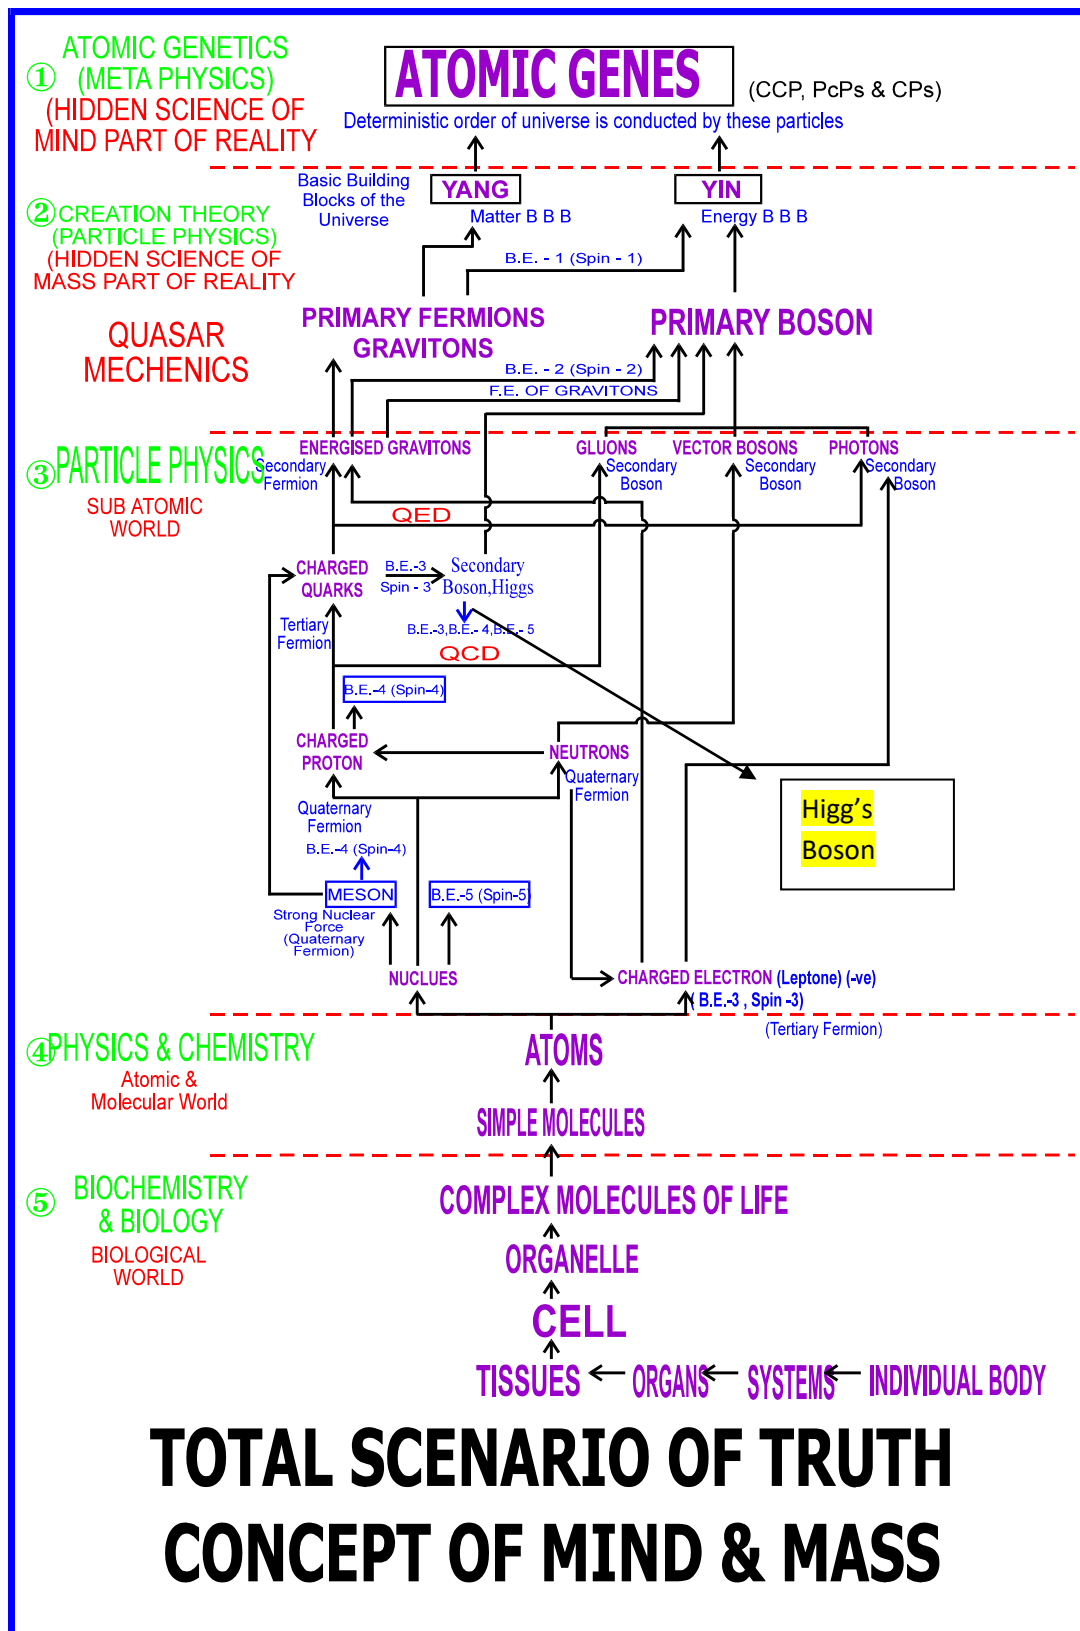 ATOMIC GENETICS
① (META PHYSICS)
(HIDDEN SCIENCE OF
MIND PART OF REALITY
ATOMIC GENES
(CCP, PcPs & CPs)
Deterministic order of universe is conducted by these particles
Basic Building
Blocks of the
Universe
YANG
YIN
Matter B B B
Energy B B B
② CREATION THEORY
(PARTICLE PHYSICS)
(HIDDEN SCIENCE OF
MASS PART OF REALITY
B.E. - 1 (Spin - 1)
PRIMARY FERMIONS
GRAVITONS
PRIMARY BOSON
QUASAR
MECHENICS
B.E. - 2 (Spin - 2)
F.E. OF GRAVITONS
ENERGISED GRAVITONS
GLUONS
VECTOR BOSONS
PHOTONS
③ PARTICLE PHYSICS
Secondary
Fermion
Secondary
Boson
Secondary
Boson
Secondary
Boson
SUB ATOMIC
WORLD
QED
CHARGED
QUARKS
B.E.-3
Spin - 3
Secondary
Boson,Higgs
Tertiary
Fermion
B.E.-3,B.E.- 4,B.E.- 5
QCD
B.E.-4 (Spin-4)
CHARGED
PROTON
NEUTRONS
Quaternary
Fermion
Quaternary
Fermion
Higg’s
Boson
B.E.-4 (Spin-4)
MESON
B.E.-5 (Spin-5)
Strong Nuclear
Force
(Quaternary
Fermion)
NUCLUES
CHARGED ELECTRON (Leptone) (-ve)
( B.E.-3 , Spin -3)
(Tertiary Fermion)
④ PHYSICS & CHEMISTRY
Atomic &
Molecular World
ATOMS
SIMPLE MOLECULES
⑤ BIOCHEMISTRY
& BIOLOGY
BIOLOGICAL
WORLD
COMPLEX MOLECULES OF LIFE
ORGANELLE
CELL
TISSUES
ORGANS
SYSTEMS
INDIVIDUAL BODY
TOTAL SCENARIO OF TRUTH
CONCEPT OF MIND & MASS